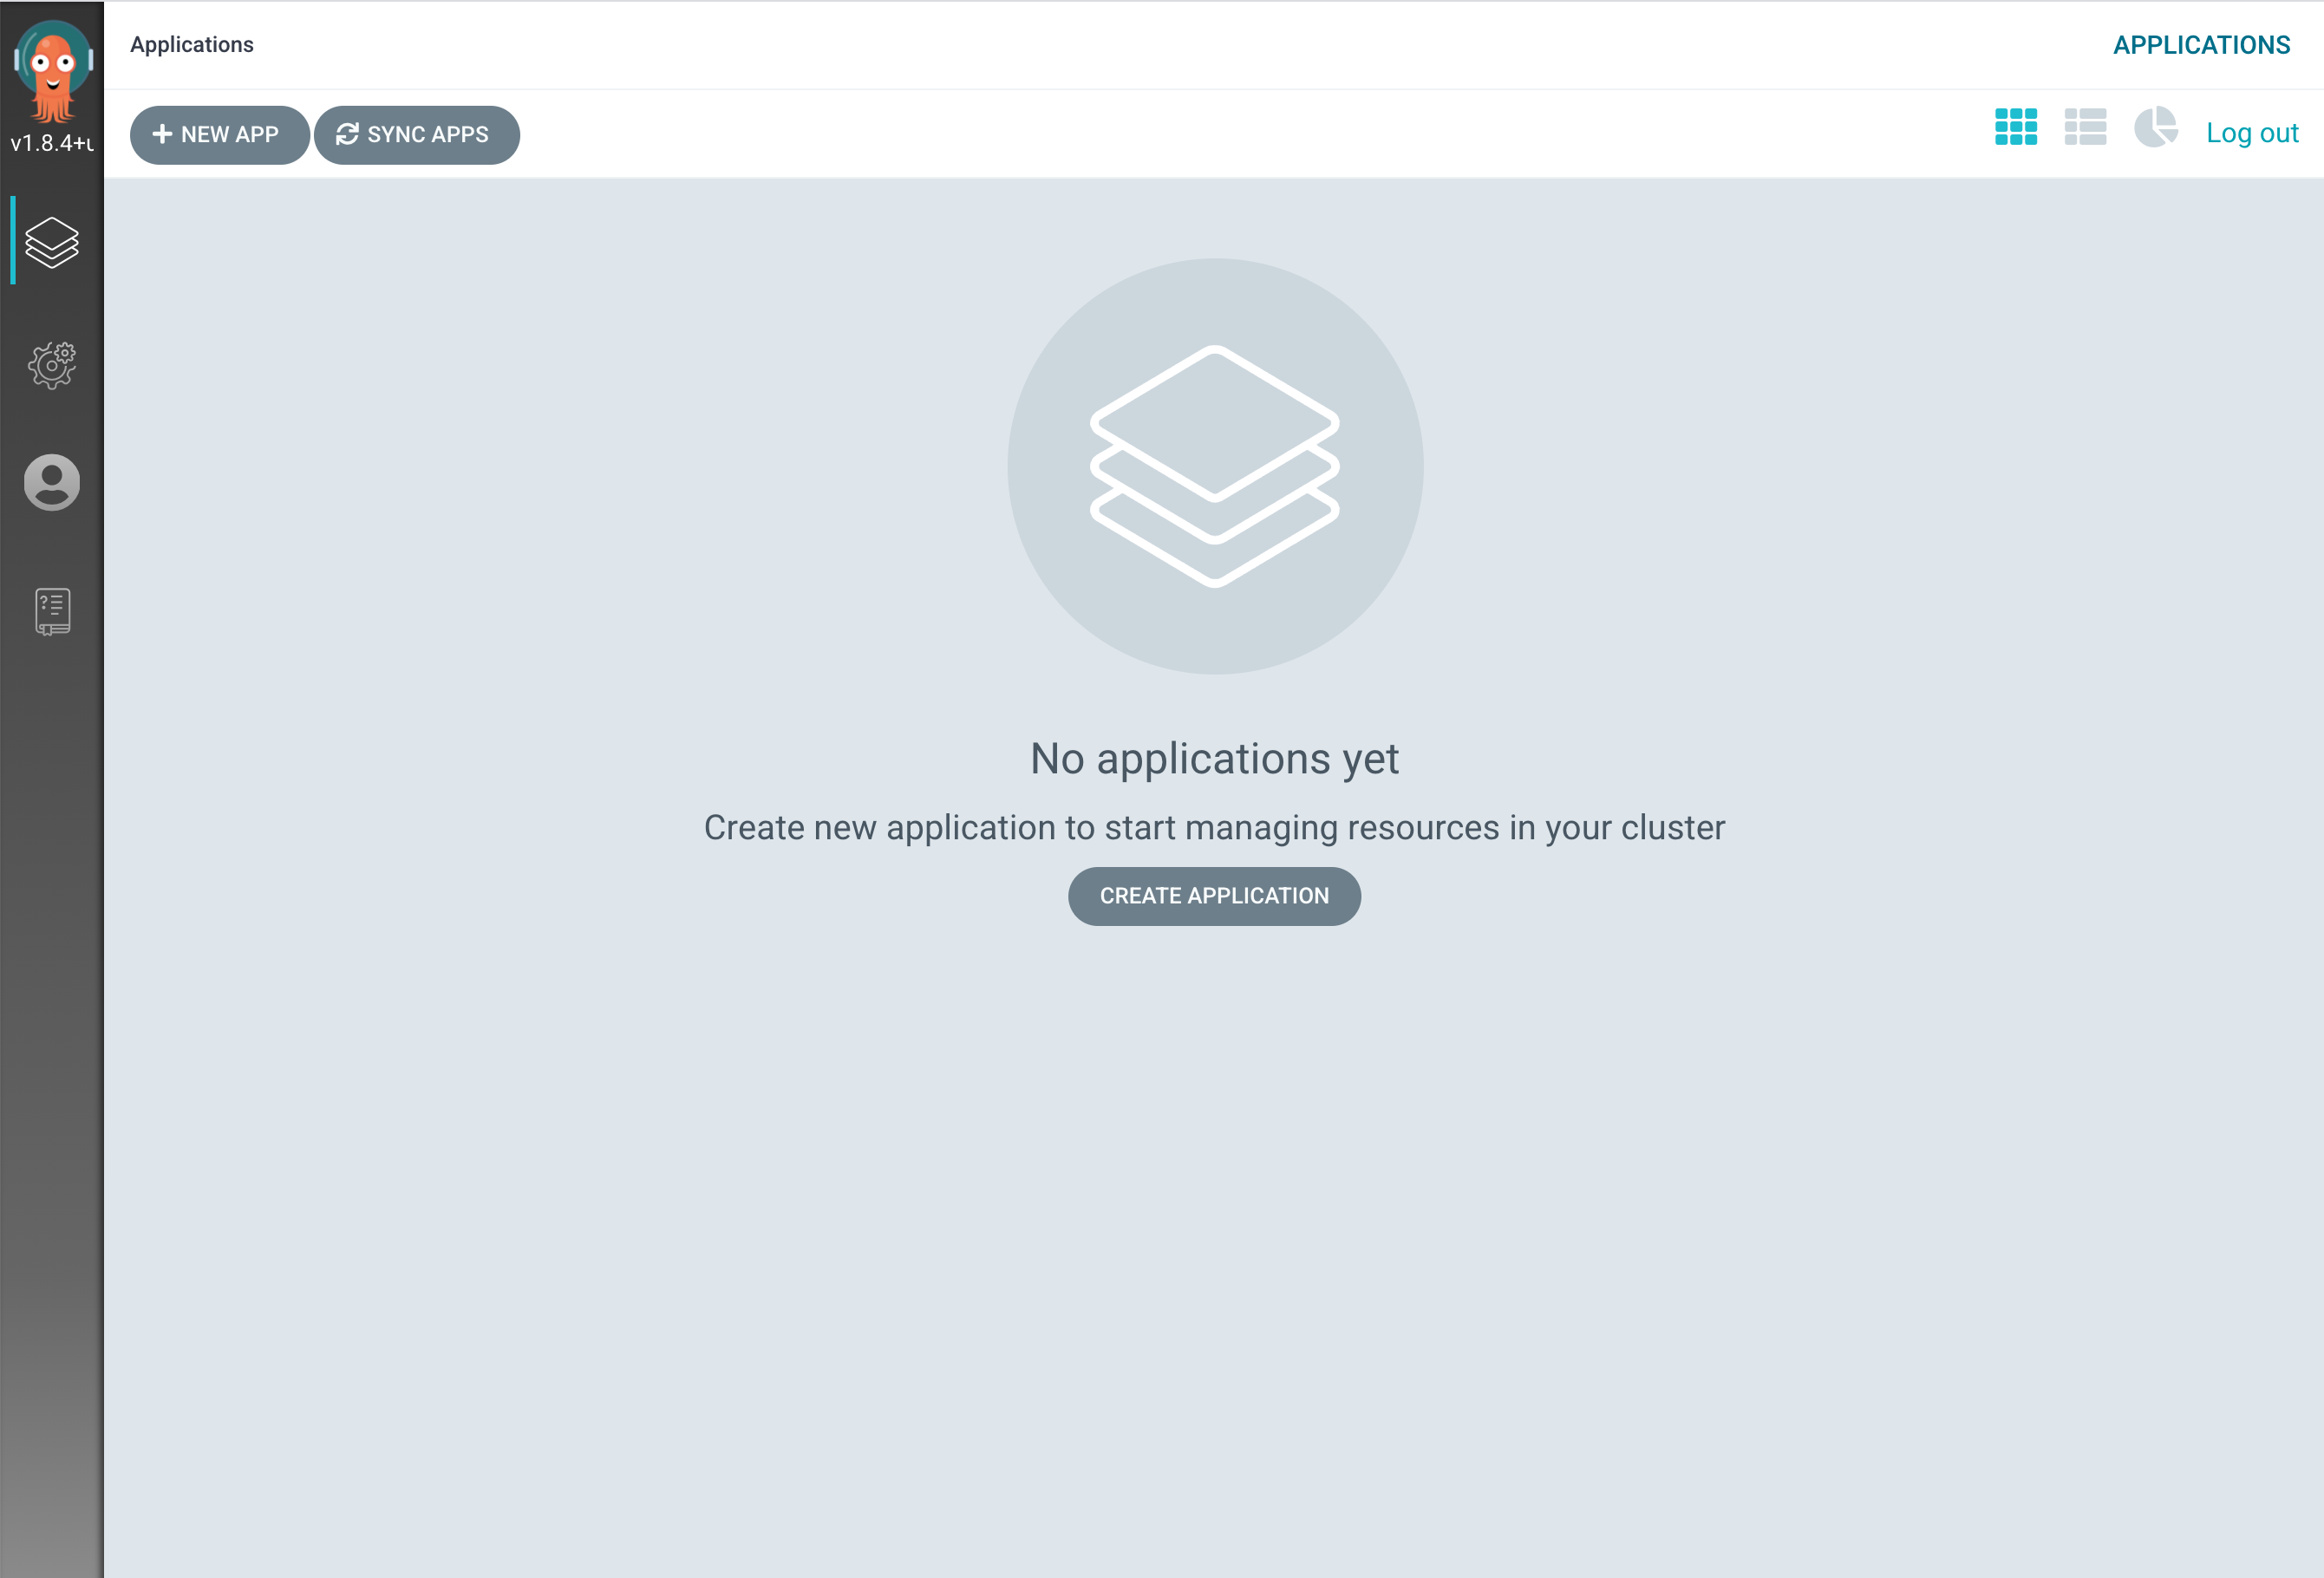 Applications
APPLICATIONS
v1.8.4+
NEW APP
SYNC APPS
Log out
No applications yet
Create new application to start managing resources in your cluster
CREATE APPLICATION